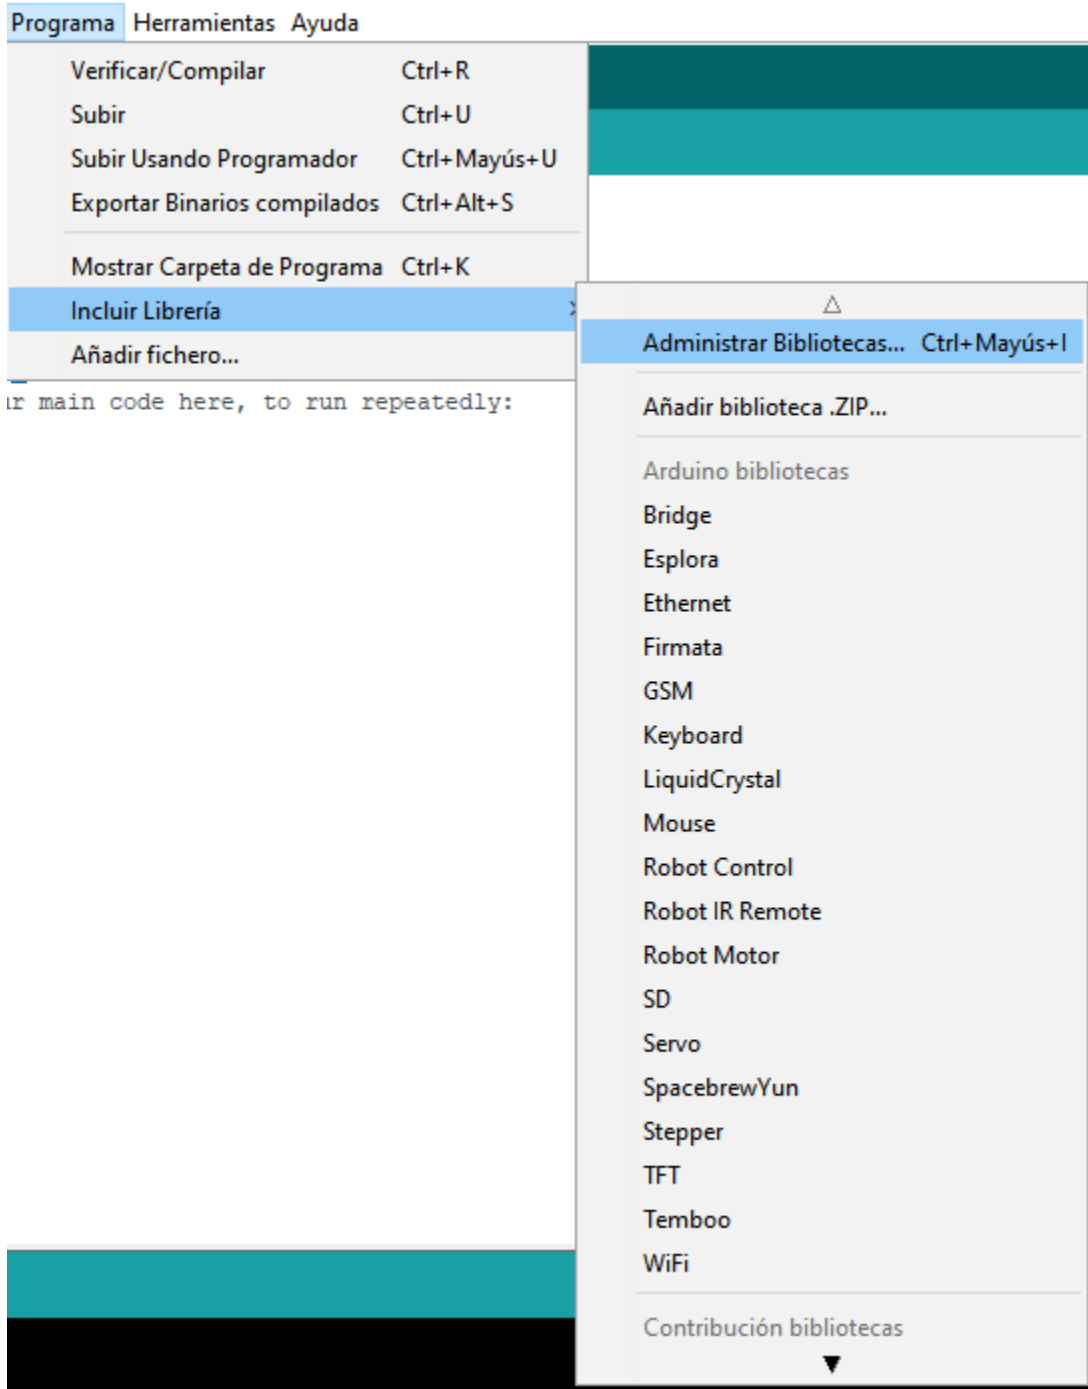 Programa Herramientas Ayuda
Verificar/Compilar Ctrl+R
Subir Ctrl+U
Subir Usando Programador Ctrl+Mayús+U
Exportar Binarios compilados Ctrl+Alt+S
Mostrar Carpeta de Programa Ctrl+K
Incluir Librería
Añadir fichero...
ur main code here, to run repeatedly:
Administrar Bibliotecas... Ctrl+Mayús+I
Añadir biblioteca .ZIP...
Arduino bibliotecas
Bridge
Esplora
Ethernet
Firmata
GSM
Keyboard
LiquidCrystal
Mouse
Robot Control
Robot IR Remote
Robot Motor
SD
Servo
SpacebrewYun
Stepper
TFT
Temboo
WiFi
Contribución bibliotecas